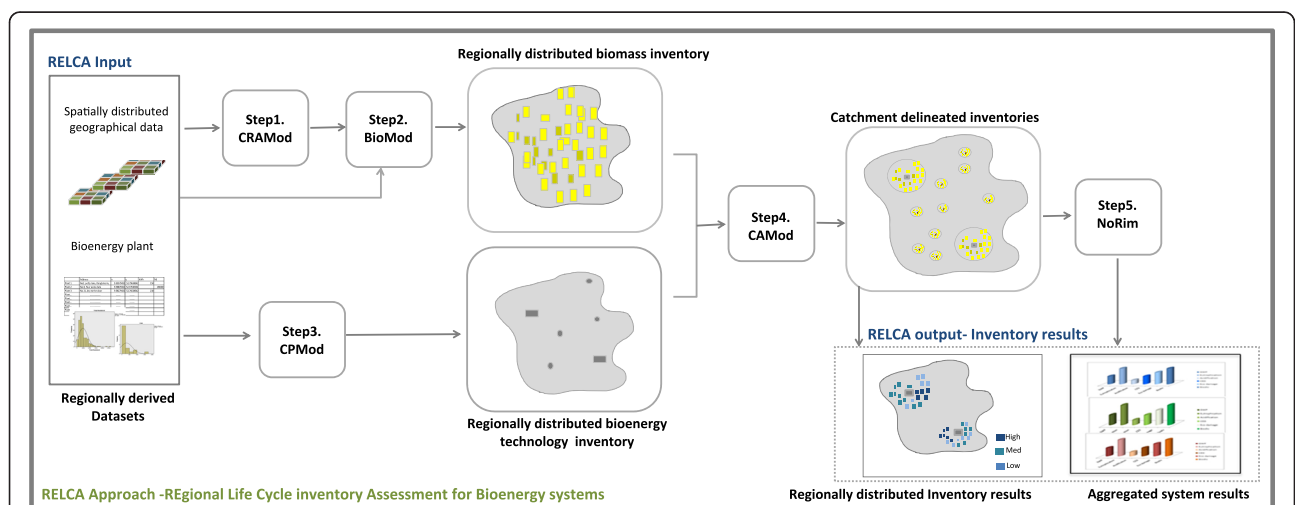 RELCA Input
Spatially distributed
geographical data
Bioenergy plant
Regionally derived
Datasets
Step1.
CRAMod
Step2.
BioMod
Step3.
CPMod
Regionally distributed biomass inventory
Regionally distributed bioenergy
technology inventory
Step4.
CAMod
Catchment delineated inventories
Step5.
NoRim
RELCA output- Inventory results
High
Med
Low
Regionally distributed Inventory results
Aggregated system results
RELCA Approach -REgional Life Cycle inventory Assessment for Bioenergy systems